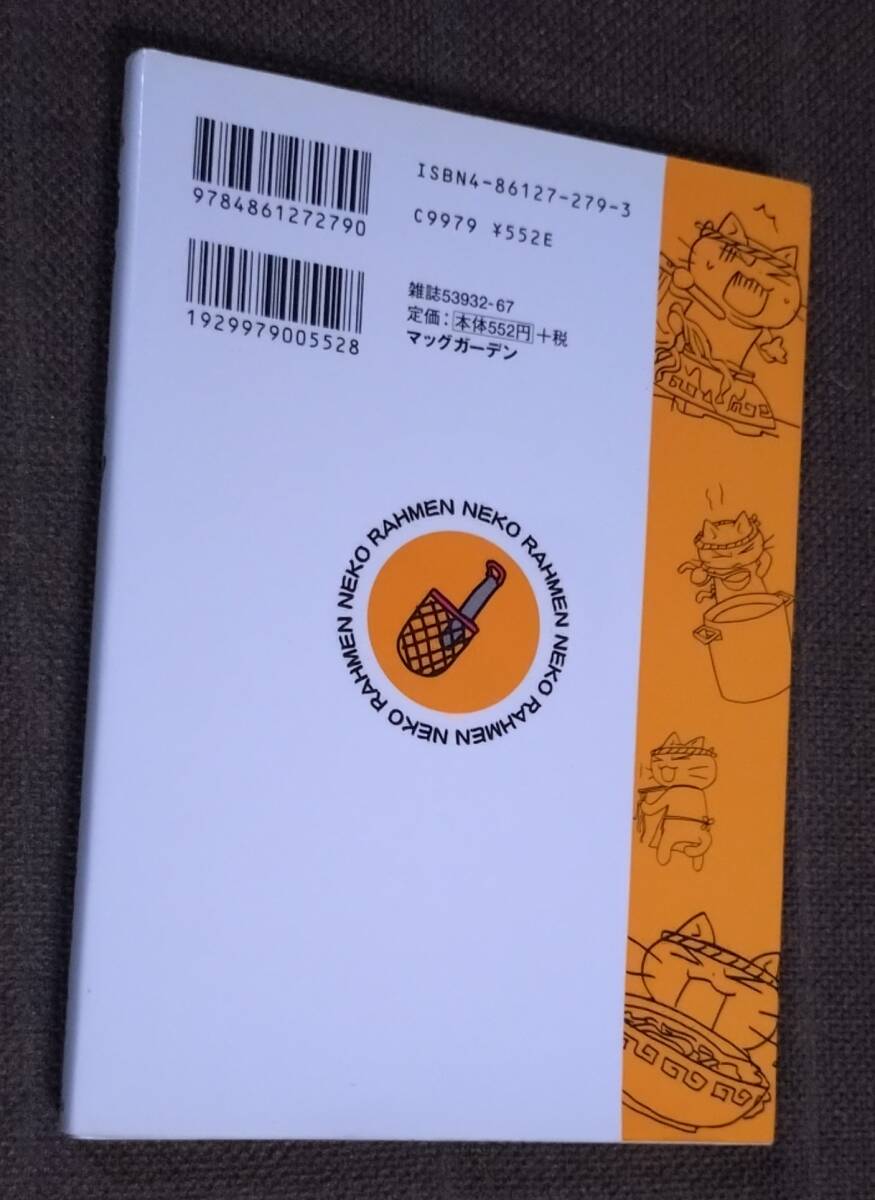 ISBN4-86127-279-3
9784861272790
C9979 ¥552E
1929979005528
雑誌53932-67
定価：本体552円+税
マッグガーデン
NEKO RAHMEN NEKO RAHMEN NEKO RAHMEN NEKO RAHMEN